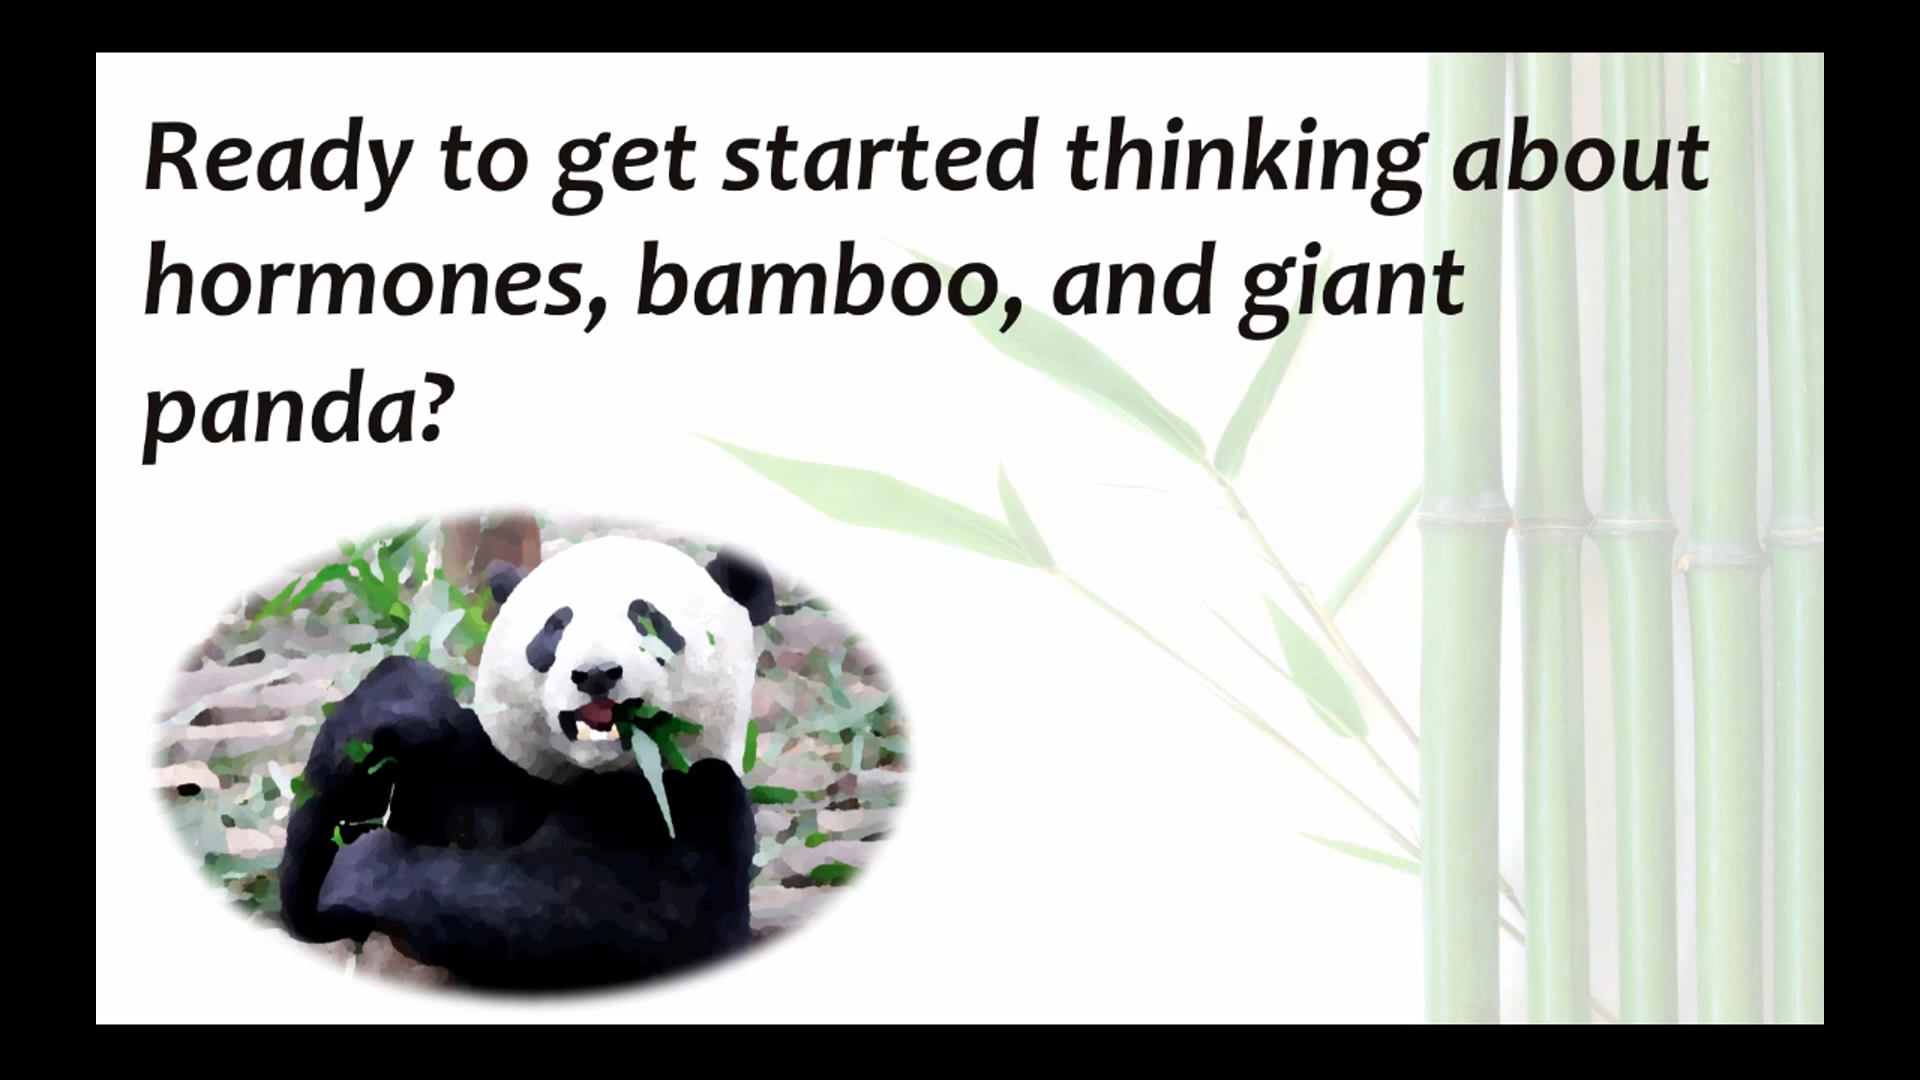 Ready to get started thinking about
hormones, bamboo, and giant
panda?